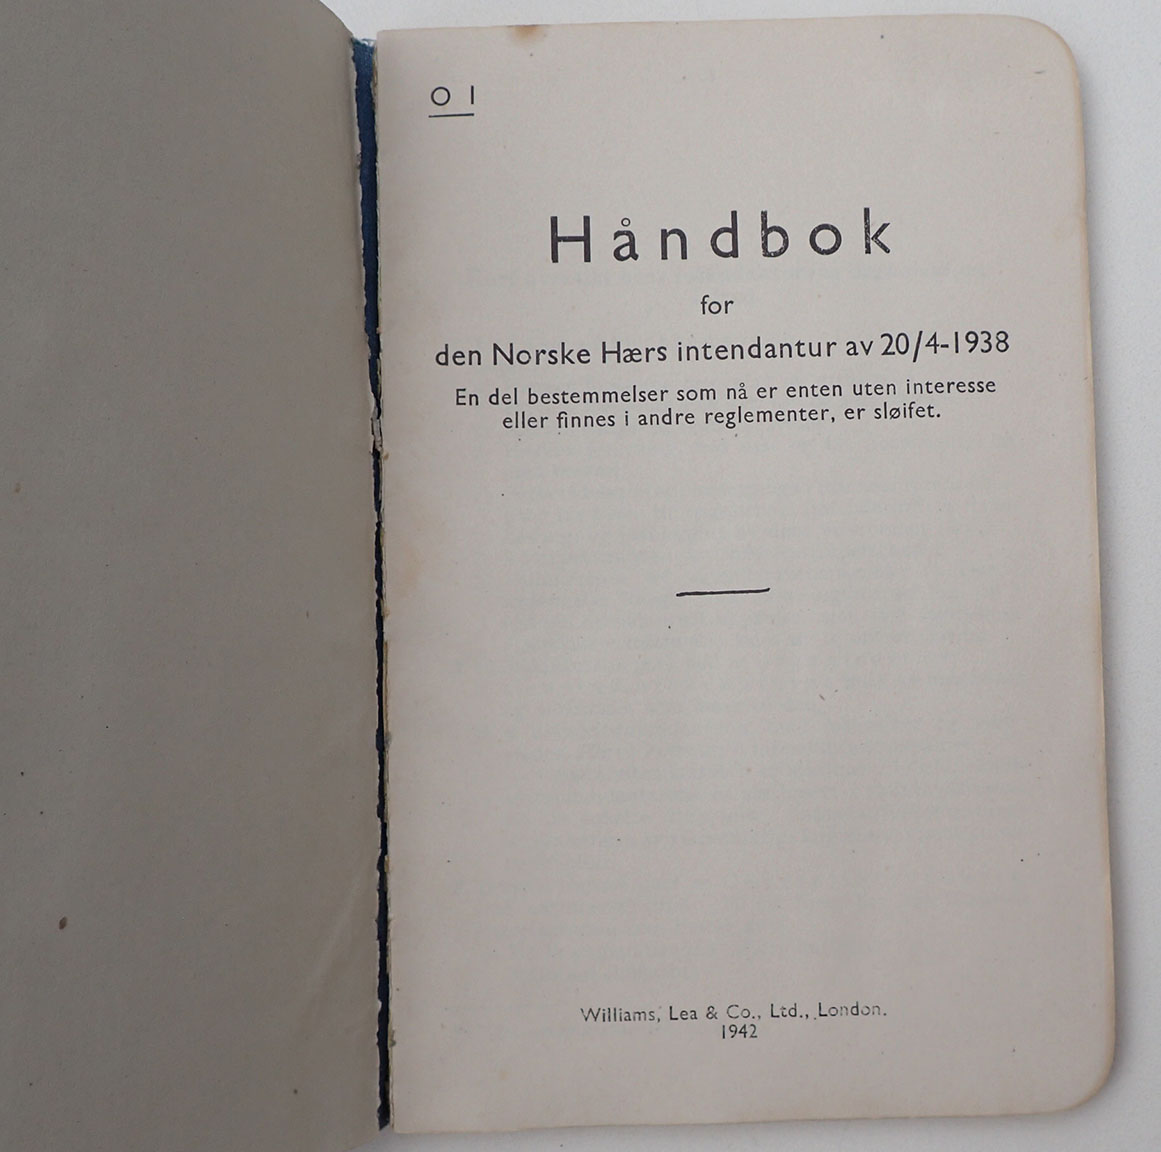 O I
Håndbok
for
den Norske Hærs intendantur av 20/4-1938
En del bestemmelser som nå er enten uten interesse
eller finnes i andre reglementer, er sløifet.
Williams, Lea & Co., Ltd., London.
1942